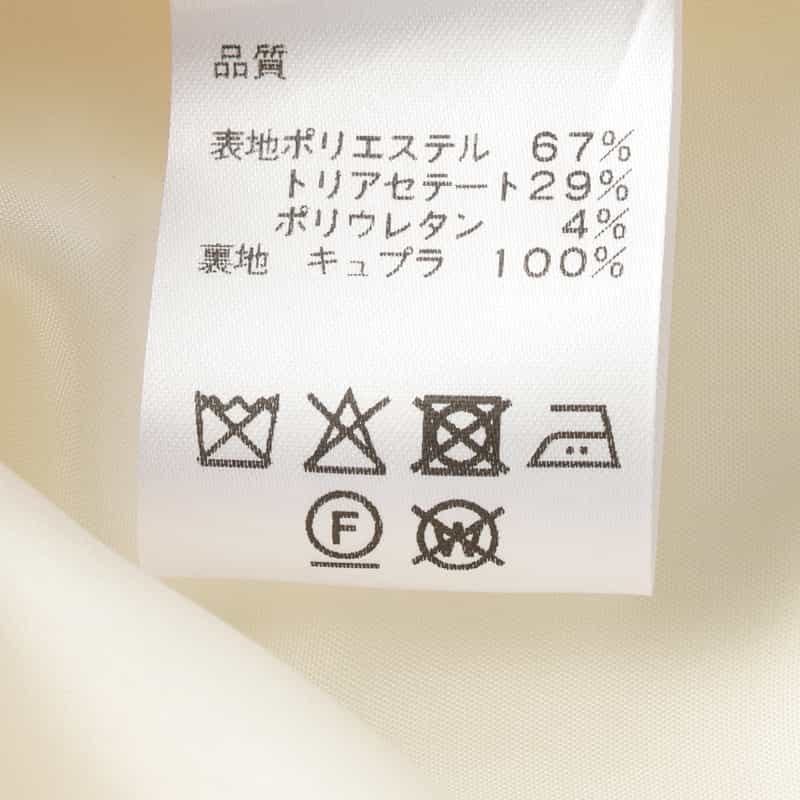 品質
表地ポリエステル 67%
トリアセテート29%
ポリウレタン 4%
裏地 キュプラ 100%
F W